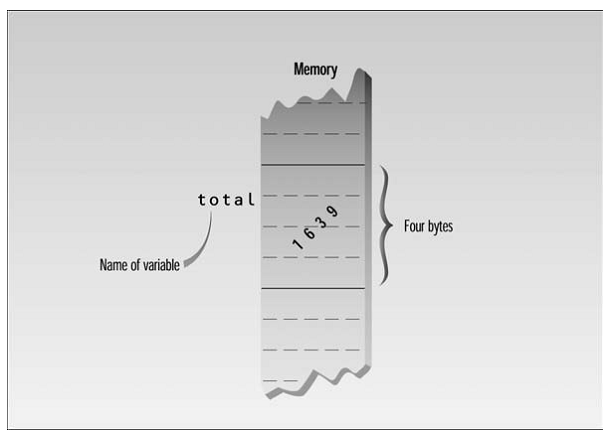 Memory
total
1639
Four bytes
Name of variable